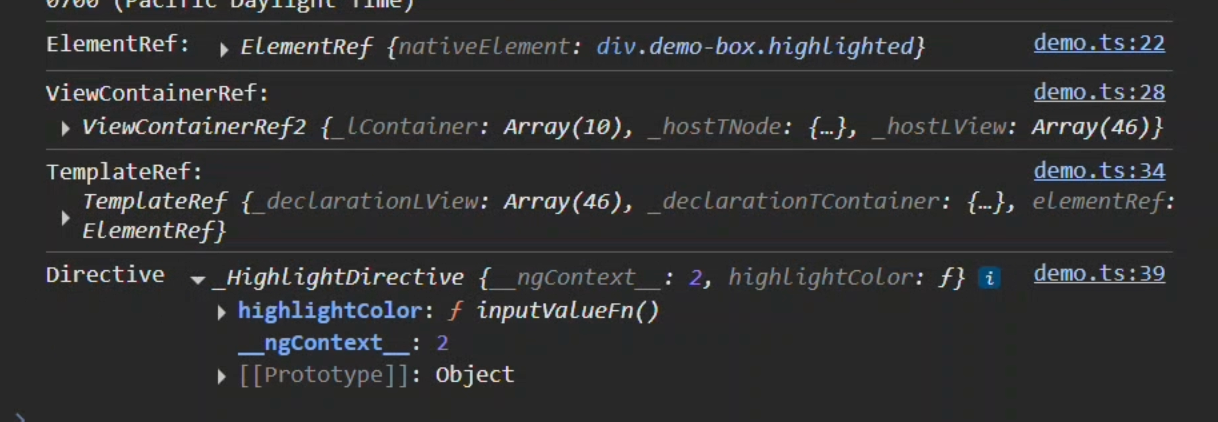 0700 (Pacific Daylight Time)
ElementRef: ▸ ElementRef {nativeElement: div.demo-box.highlighted} demo.ts:22
ViewContainerRef: demo.ts:28
▸ ViewContainerRef2 {_lContainer: Array(10), _hostTNode: {…}, _hostLView: Array(46)}
TemplateRef: demo.ts:34
TemplateRef {_declarationLView: Array(46), _declarationTContainer: {…}, elementRef:
▸ ElementRef}
Directive ▾ _HighlightDirective {__ngContext__: 2, highlightColor: ƒ} i demo.ts:39
▸ highlightColor: ƒ inputValueFn()
__ngContext__: 2
▸ [[Prototype]]: Object
>